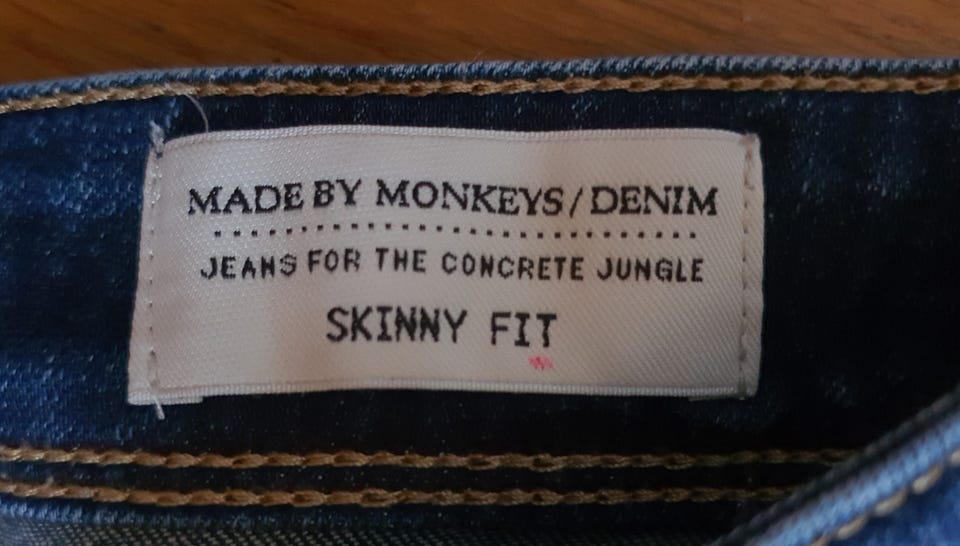 MADE BY MONKEYS/DENIM
JEANS FOR THE CONCRETE JUNGLE
SKINNY FIT